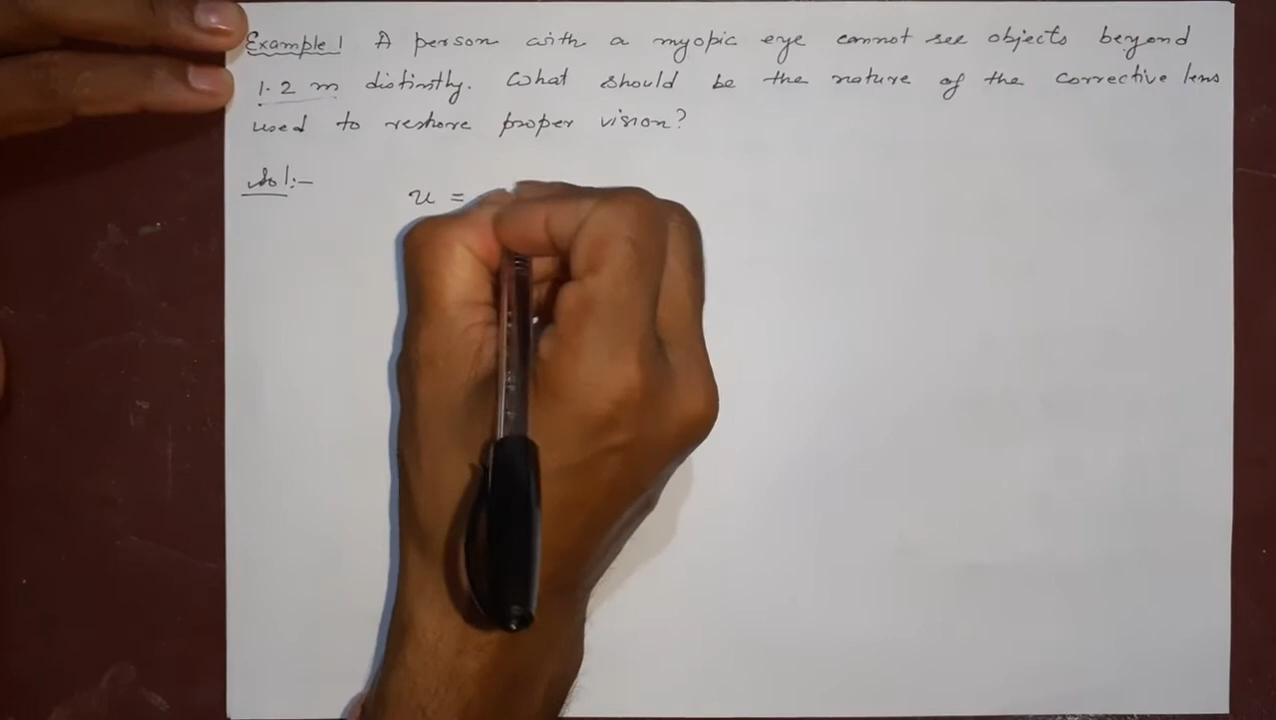 Example 1 A person with a myopic eye cannot see objects beyond
1.2 m distinctly. What should be the nature of the corrective lens
used to restore proper vision?
Sol:-
u =